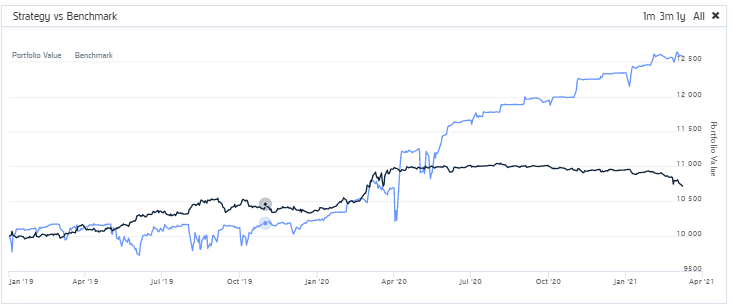 Strategy vs Benchmark 1m 3m 1y All ✖
Portfolio Value Benchmark
12 500
12 000
11 500
11 000
10 500
10 000
9500
Portfolio Value
Jan '19 Apr '19 Jul '19 Oct '19 Jan '20 Apr '20 Jul '20 Oct '20 Jan '21 Apr '21